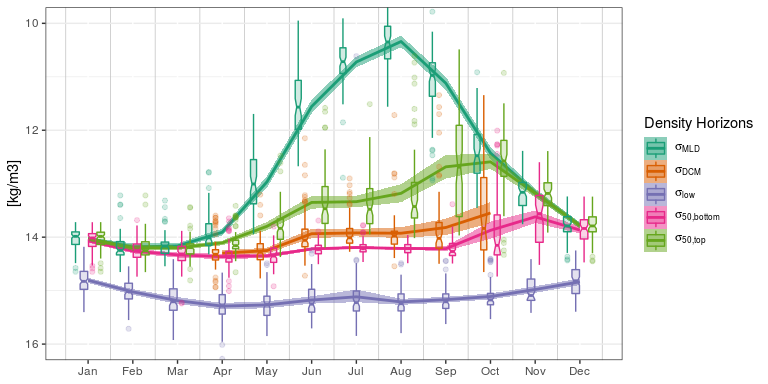 10
12
14
16
[kg/m3]
Jan Feb Mar Apr May Jun Jul Aug Sep Oct Nov Dec
Density Horizons
σMLD
σDCM
σlow
σ50,bottom
σ50,top